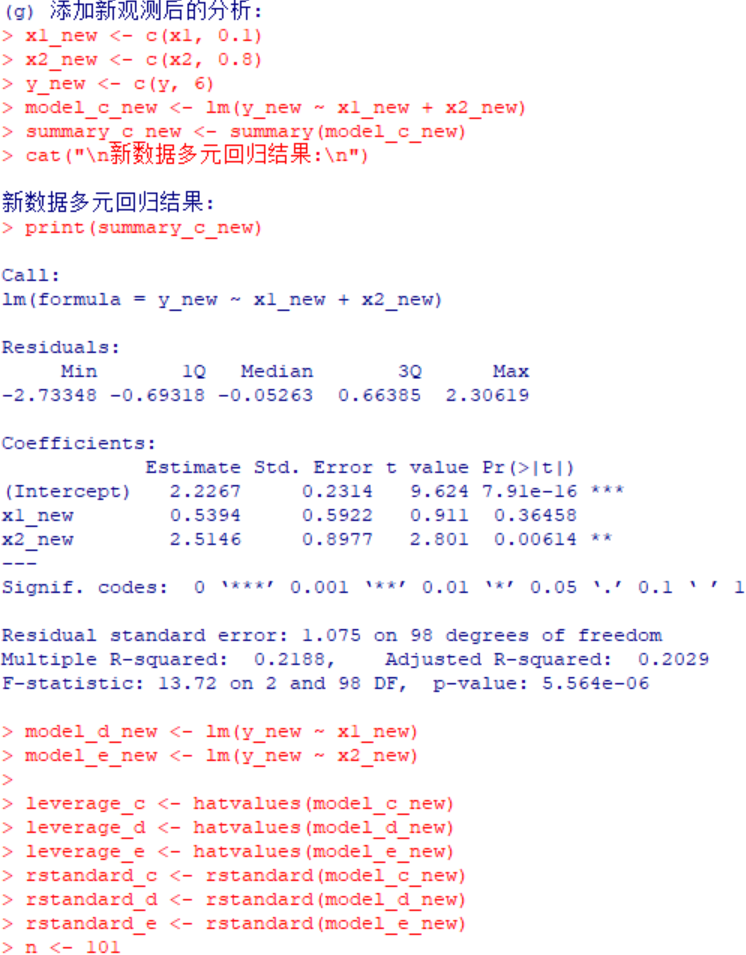 (g) 添加新观测后的分析:
> x1_new <- c(x1, 0.1)
> x2_new <- c(x2, 0.8)
> y_new <- c(y, 6)
> model_c_new <- lm(y_new ~ x1_new + x2_new)
> summary_c_new <- summary(model_c_new)
> cat("\n新数据多元回归结果:\n")

新数据多元回归结果:
> print(summary_c_new)

Call:
lm(formula = y_new ~ x1_new + x2_new)

Residuals:
     Min       1Q   Median       3Q      Max
-2.73348 -0.69318 -0.05263  0.66385  2.30619

Coefficients:
            Estimate Std. Error t value Pr(>|t|)
(Intercept)   2.2267     0.2314   9.624 7.91e-16 ***
x1_new        0.5394     0.5922   0.911  0.36458
x2_new        2.5146     0.8977   2.801  0.00614 **
---
Signif. codes:  0 ‘***’ 0.001 ‘**’ 0.01 ‘*’ 0.05 ‘.’ 0.1 ‘ ’ 1

Residual standard error: 1.075 on 98 degrees of freedom
Multiple R-squared:  0.2188,    Adjusted R-squared:  0.2029
F-statistic: 13.72 on 2 and 98 DF,  p-value: 5.564e-06

> model_d_new <- lm(y_new ~ x1_new)
> model_e_new <- lm(y_new ~ x2_new)
>
> leverage_c <- hatvalues(model_c_new)
> leverage_d <- hatvalues(model_d_new)
> leverage_e <- hatvalues(model_e_new)
> rstandard_c <- rstandard(model_c_new)
> rstandard_d <- rstandard(model_d_new)
> rstandard_e <- rstandard(model_e_new)
> n <- 101